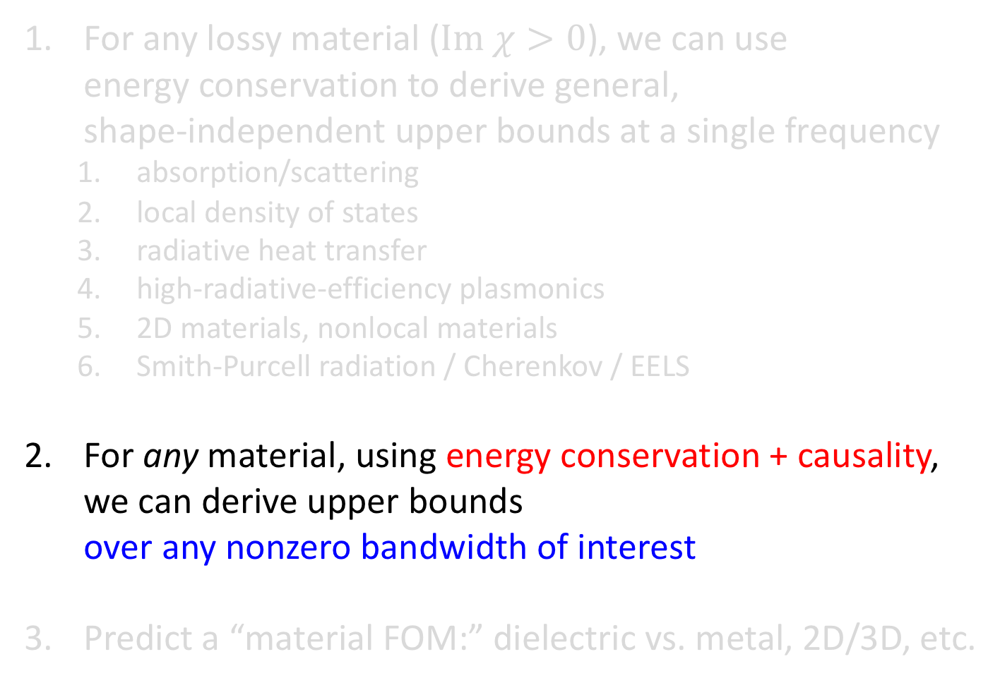 1. For any lossy material (Im χ > 0), we can use
energy conservation to derive general,
shape-independent upper bounds at a single frequency
1. absorption/scattering
2. local density of states
3. radiative heat transfer
4. high-radiative-efficiency plasmonics
5. 2D materials, nonlocal materials
6. Smith-Purcell radiation / Cherenkov / EELS
2. For any material, using energy conservation + causality,
we can derive upper bounds
over any nonzero bandwidth of interest
3. Predict a “material FOM:” dielectric vs. metal, 2D/3D, etc.